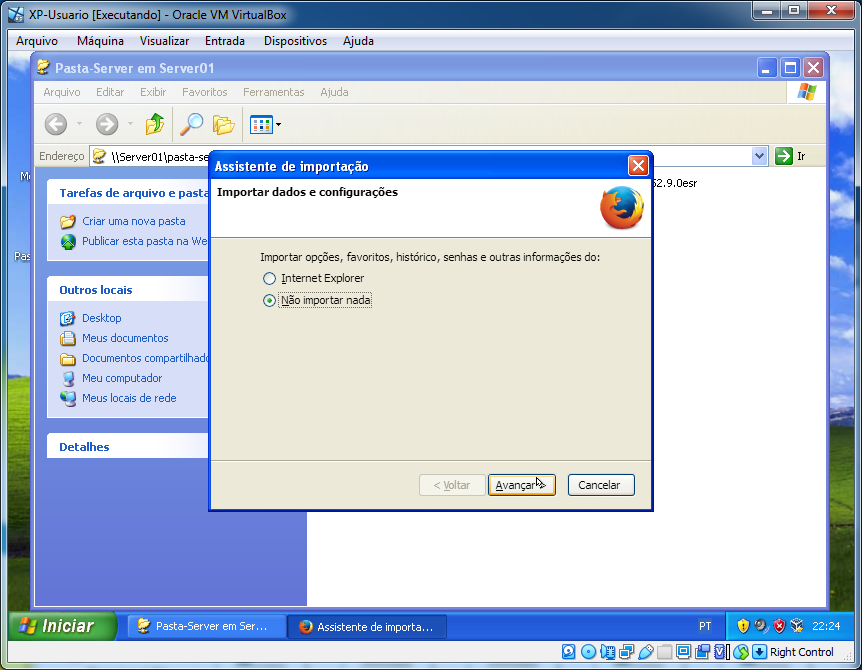 XP-Usuario [Executando] - Oracle VM VirtualBox
Arquivo Máquina Visualizar Entrada Dispositivos Ajuda
Pasta-Server em Server01
Arquivo Editar Exibir Favoritos Ferramentas Ajuda
Endereço \\Server01\pasta-se Ir
Assistente de importação
Importar dados e configurações
52.9.0esr
Tarefas de arquivo e pasta
Criar uma nova pasta
Publicar esta pasta na We
Importar opções, favoritos, histórico, senhas e outras informações do:
Internet Explorer
Não importar nada
Outros locais
Desktop
Meus documentos
Documentos compartilhado
Meu computador
Meus locais de rede
Detalhes
< Voltar Avançar > Cancelar
Iniciar Pasta-Server em Ser... Assistente de importa... PT 22:24
Right Control